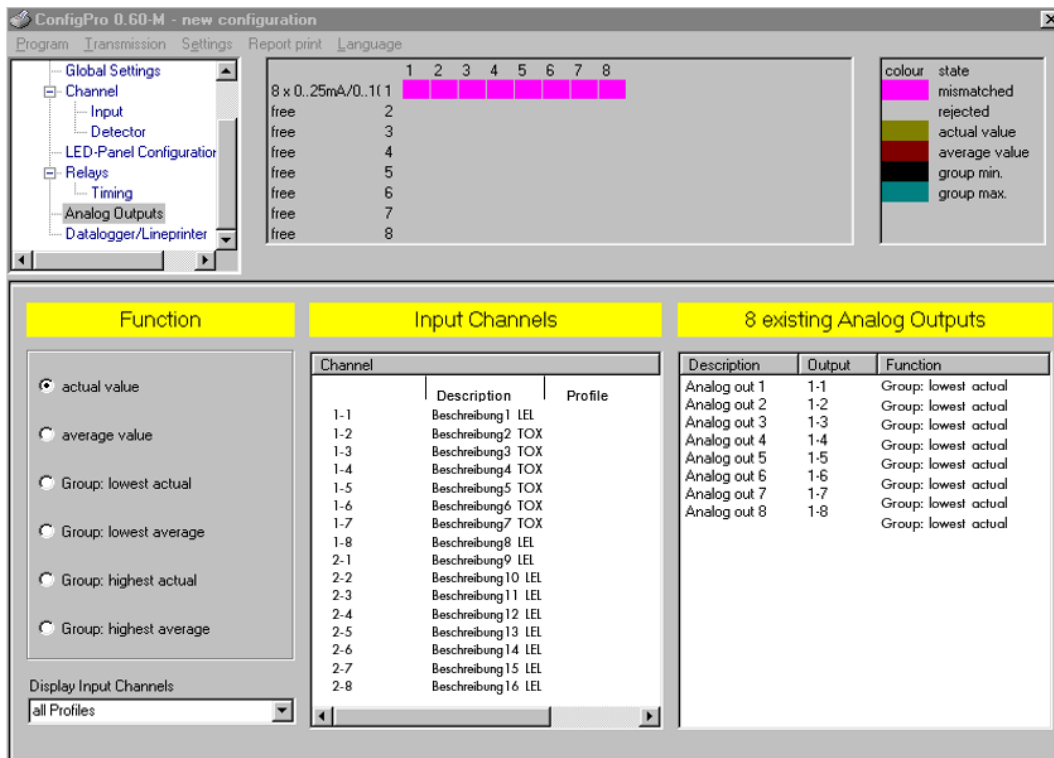 ConfigPro 0.60-M - new configuration
Program Transmission Settings Report print Language
Global Settings
Channel
Input
Detector
LED-Panel Configuration
Relays
Timing
Analog Outputs
Datalogger/Lineprinter
1 2 3 4 5 6 7 8
8 x 0..25mA/0..1( 1
free 2
free 3
free 4
free 5
free 6
free 7
free 8
colour state
mismatched
rejected
actual value
average value
group min.
group max.
Function
actual value
average value
Group: lowest actual
Group: lowest average
Group: highest actual
Group: highest average
Display Input Channels
all Profiles
Input Channels
Channel
Description Profile
1-1 Beschreibung1 LEL
1-2 Beschreibung2 TOX
1-3 Beschreibung3 TOX
1-4 Beschreibung4 TOX
1-5 Beschreibung5 TOX
1-6 Beschreibung6 TOX
1-7 Beschreibung7 TOX
1-8 Beschreibung8 LEL
2-1 Beschreibung9 LEL
2-2 Beschreibung10 LEL
2-3 Beschreibung11 LEL
2-4 Beschreibung12 LEL
2-5 Beschreibung13 LEL
2-6 Beschreibung14 LEL
2-7 Beschreibung15 LEL
2-8 Beschreibung16 LEL
8 existing Analog Outputs
Description Output Function
Analog out 1 1-1 Group: lowest actual
Analog out 2 1-2 Group: lowest actual
Analog out 3 1-3 Group: lowest actual
Analog out 4 1-4 Group: lowest actual
Analog out 5 1-5 Group: lowest actual
Analog out 6 1-6 Group: lowest actual
Analog out 7 1-7 Group: lowest actual
Analog out 8 1-8 Group: lowest actual